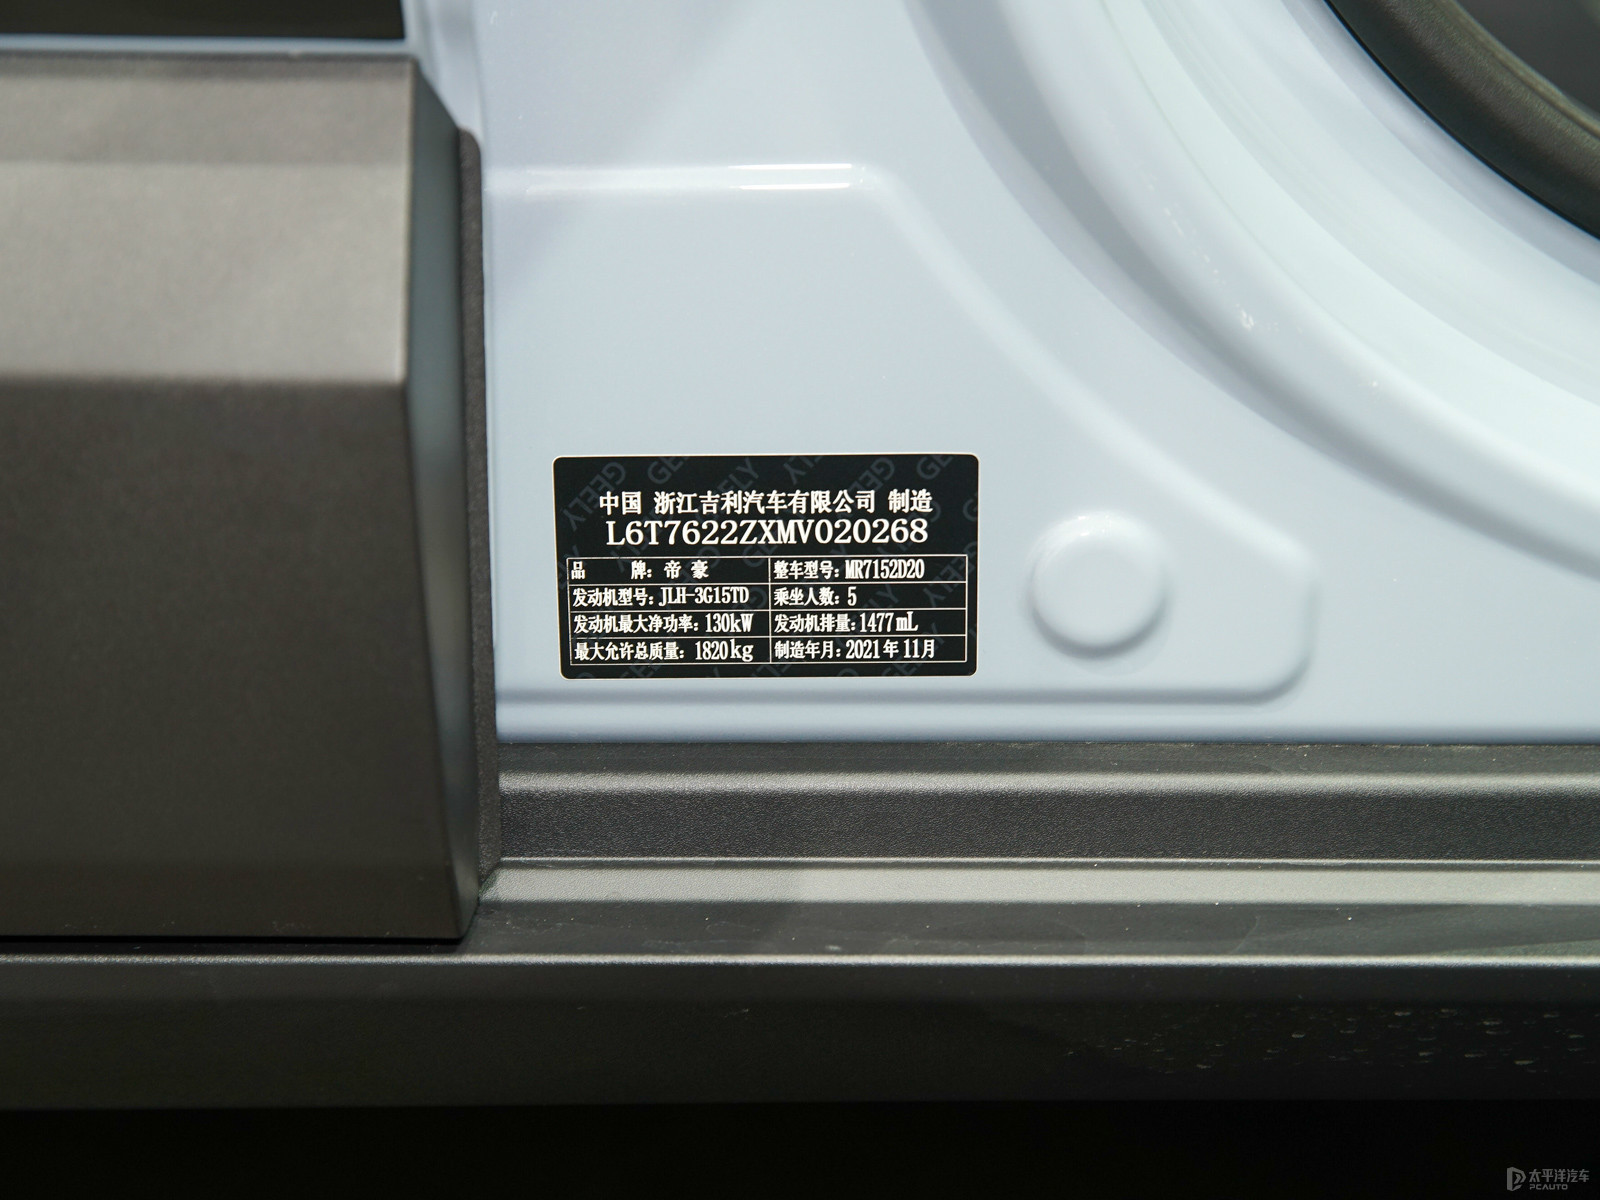 中国 浙江吉利汽车有限公司 制造
L6T7622ZXMV020268
品 牌：帝豪 整车型号：MR7152D20
发动机型号：JLH-3G15TD 乘坐人数：5
发动机最大净功率：130kW 发动机排量：1477mL
最大允许总质量：1820kg 制造年月：2021年11月
太平洋汽车
PCAUTO